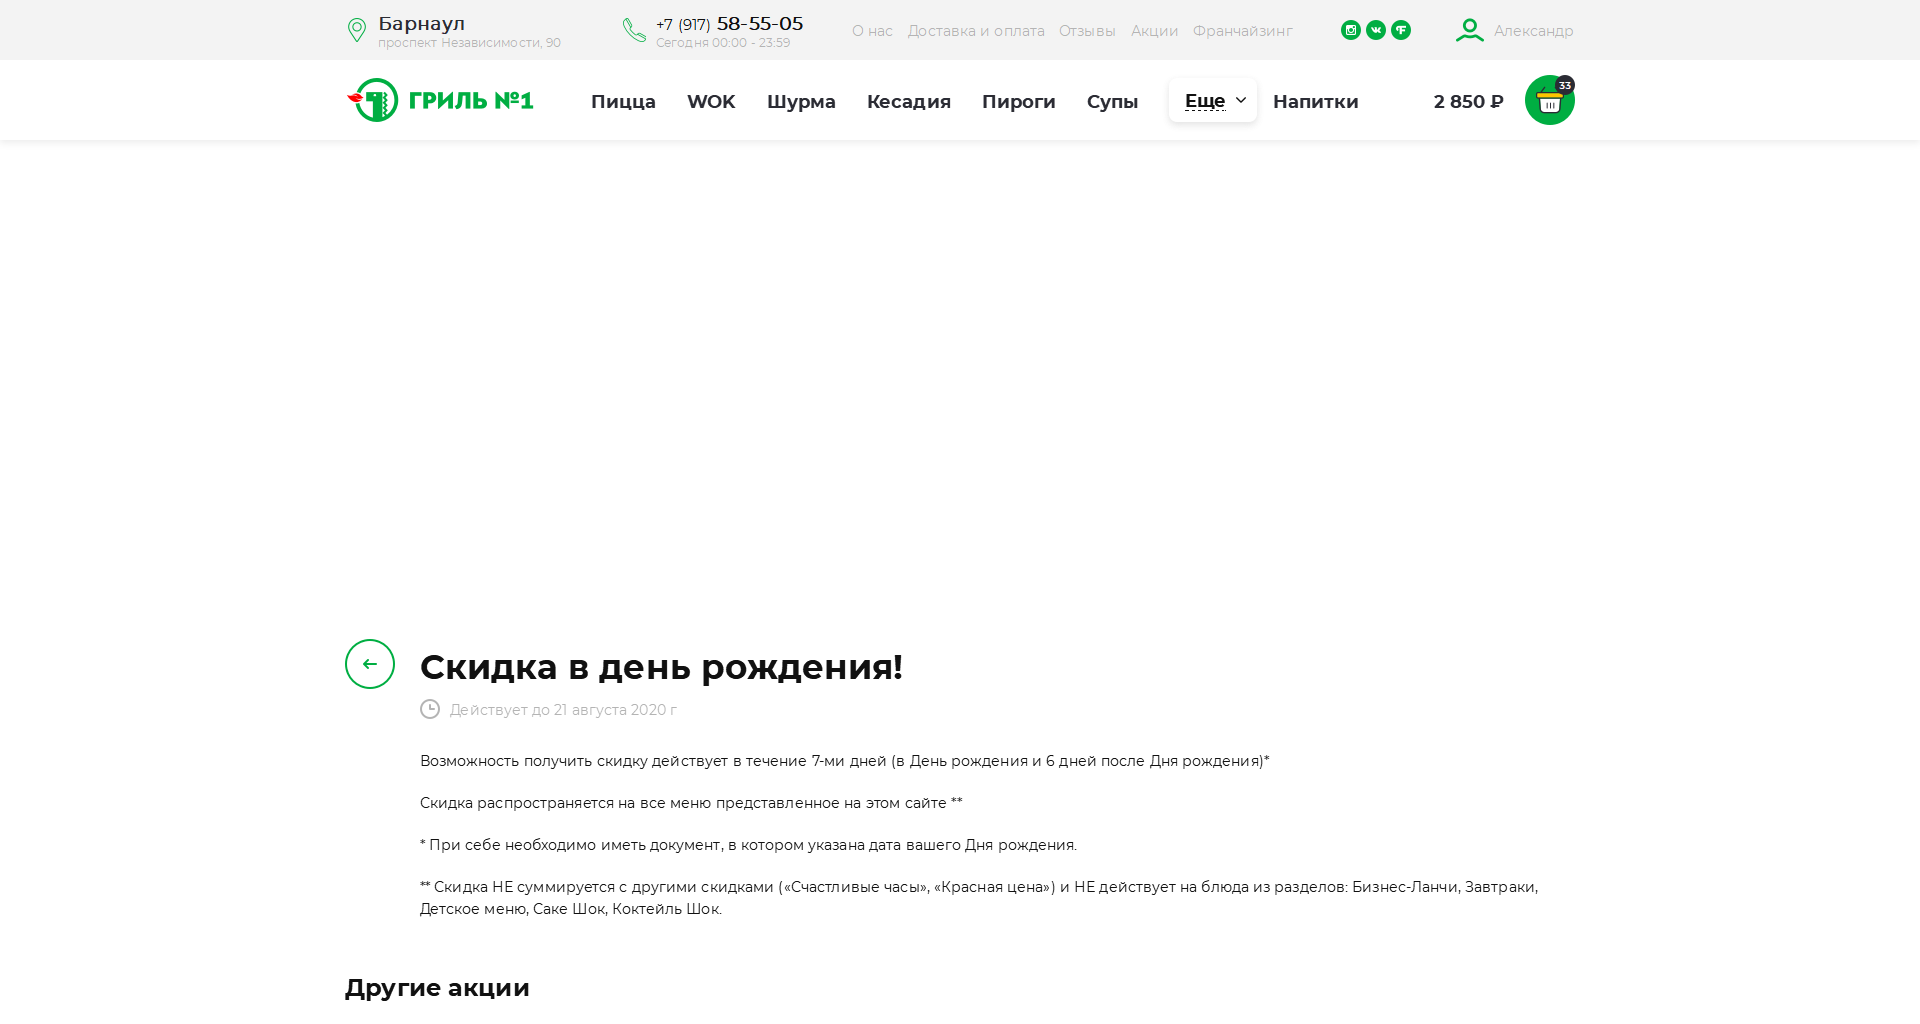 Барнаул
проспект Независимости, 90
+7 (917) 58-55-05
Сегодня 00:00 - 23:59
О нас Доставка и оплата Отзывы Акции Франчайзинг
Александр
ГРИЛЬ №1
Пицца WOK Шурма Кесадия Пироги Супы Еще Напитки
2 850 ₽
33
Скидка в день рождения!
Действует до 21 августа 2020 г
Возможность получить скидку действует в течение 7-ми дней (в День рождения и 6 дней после Дня рождения)*
Скидка распространяется на все меню представленное на этом сайте **
* При себе необходимо иметь документ, в котором указана дата вашего Дня рождения.
** Скидка НЕ суммируется с другими скидками («Счастливые часы», «Красная цена») и НЕ действует на блюда из разделов: Бизнес-Ланчи, Завтраки,
Детское меню, Саке Шок, Коктейль Шок.
Другие акции